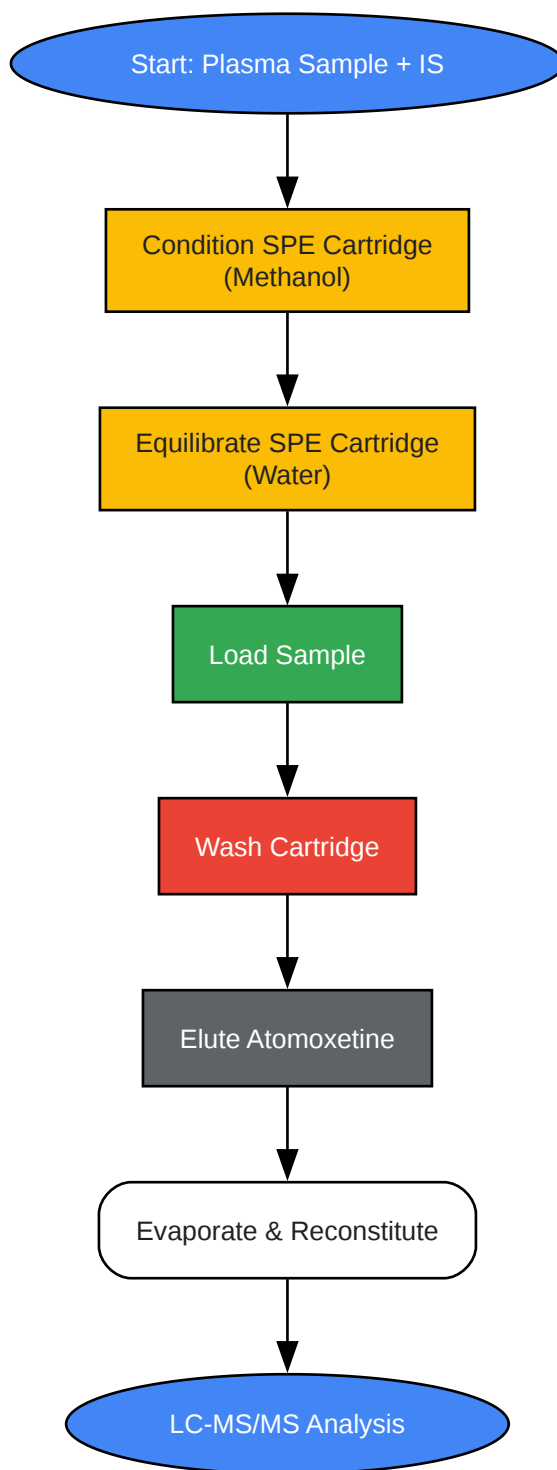 Start: Plasma Sample + IS
Condition SPE Cartridge
(Methanol)
Equilibrate SPE Cartridge
(Water)
Load Sample
Wash Cartridge
Elute Atomoxetine
Evaporate & Reconstitute
LC-MS/MS Analysis